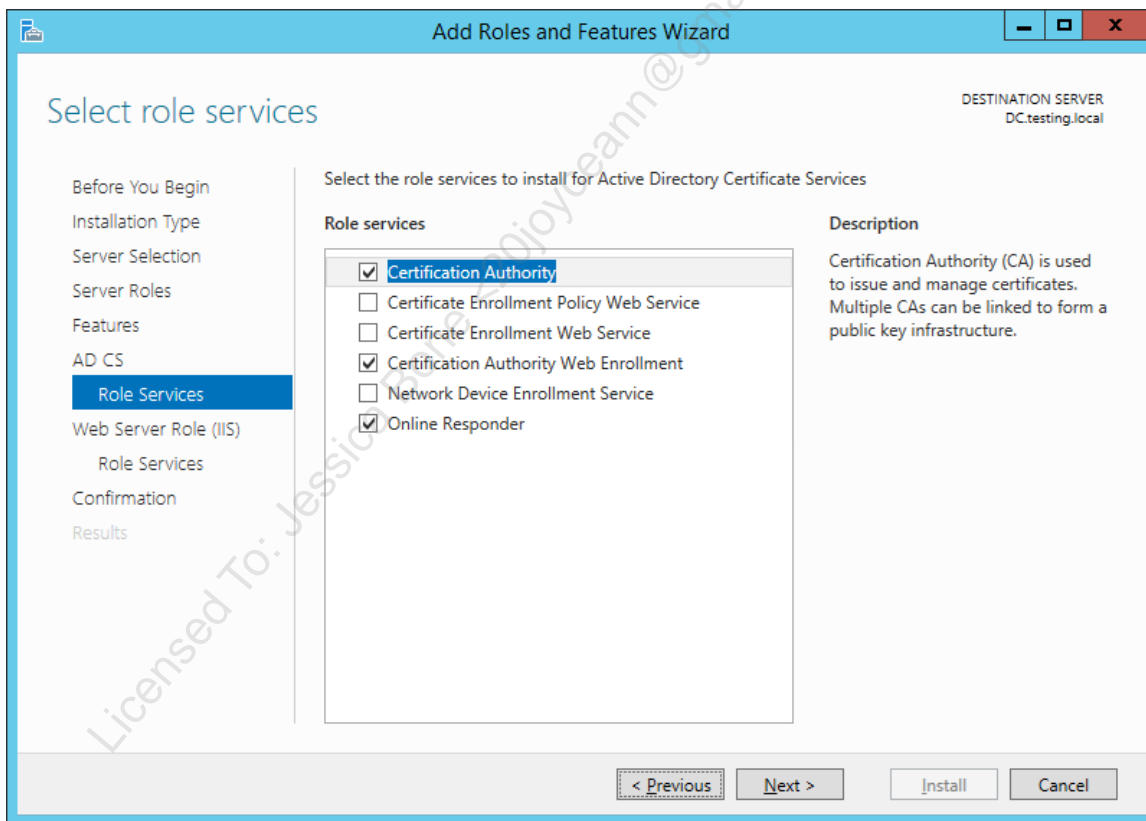 Add Roles and Features Wizard
Select role services
DESTINATION SERVER
DC.testing.local
Before You Begin
Installation Type
Server Selection
Server Roles
Features
AD CS
Role Services
Web Server Role (IIS)
Role Services
Confirmation
Results
Select the role services to install for Active Directory Certificate Services
Role services
Certification Authority
Certificate Enrollment Policy Web Service
Certificate Enrollment Web Service
Certification Authority Web Enrollment
Network Device Enrollment Service
Online Responder
Description
Certification Authority (CA) is used
to issue and manage certificates.
Multiple CAs can be linked to form a
public key infrastructure.
< Previous
Next >
Install
Cancel
Licensed To: Jessica Bone <20joyceann@gma